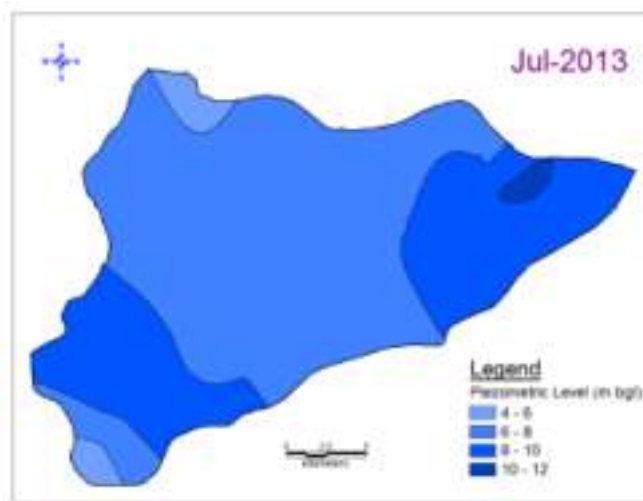 Jul-2013
Legend
Piezometric Level (m bgl)
4 - 6
6 - 8
8 - 10
10 - 12